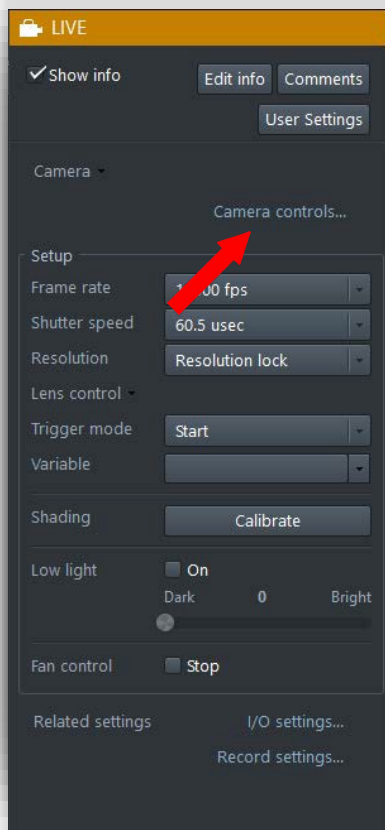 LIVE
Show info Edit info Comments
User Settings
Camera
Camera controls...
Setup
Frame rate fps
Shutter speed 60.5 usec
Resolution Resolution lock
Lens control
Trigger mode Start
Variable
Shading Calibrate
Low light On
Dark 0 Bright
Fan control Stop
Related settings I/O settings...
Record settings...